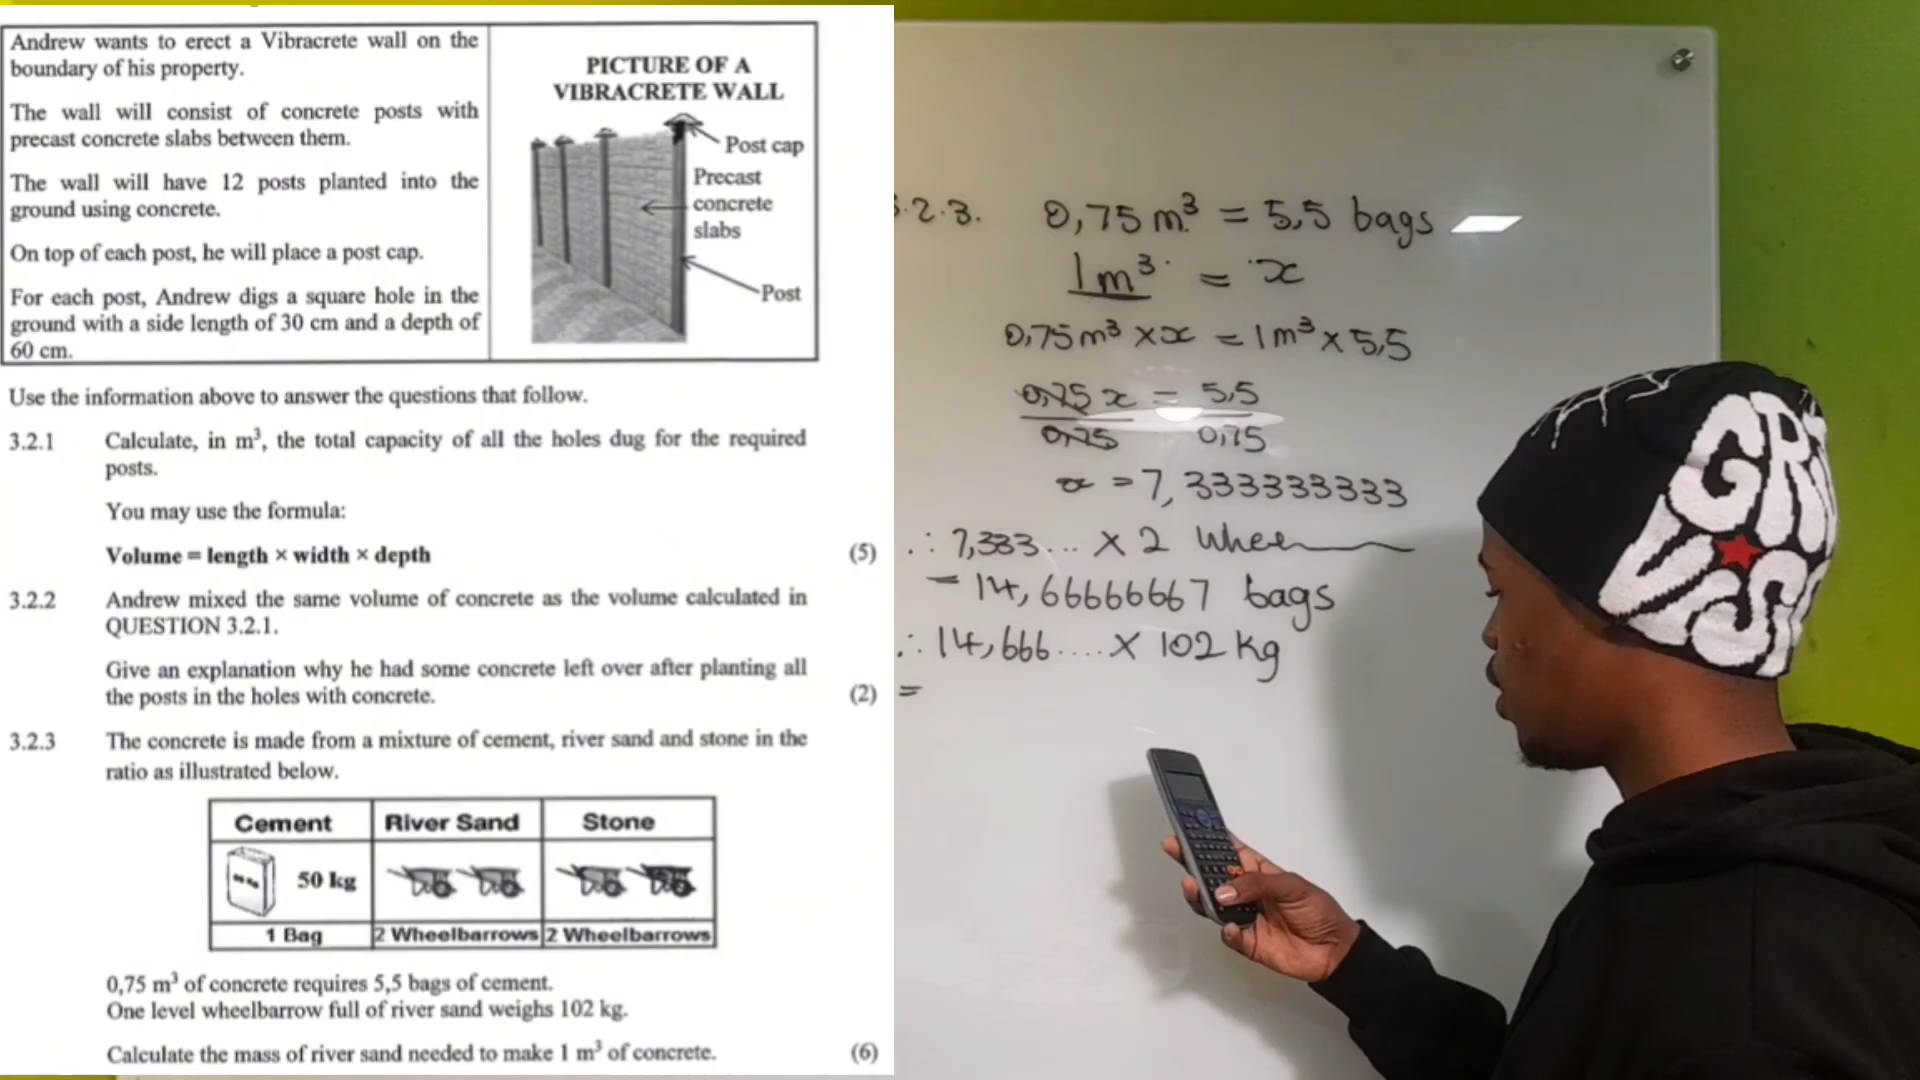 Andrew wants to erect a Vibracrete wall on the
boundary of his property.
The wall will consist of concrete posts with
precast concrete slabs between them.
The wall will have 12 posts planted into the
ground using concrete.
On top of each post, he will place a post cap.
For each post, Andrew digs a square hole in the
ground with a side length of 30 cm and a depth of
60 cm.
PICTURE OF A
VIBRACRETE WALL
Post cap
Precast
concrete
slabs
Post
Use the information above to answer the questions that follow.
3.2.1 Calculate, in m³, the total capacity of all the holes dug for the required
posts.
You may use the formula:
Volume = length × width × depth (5)
3.2.2 Andrew mixed the same volume of concrete as the volume calculated in
QUESTION 3.2.1.
Give an explanation why he had some concrete left over after planting all
the posts in the holes with concrete. (2)
3.2.3 The concrete is made from a mixture of cement, river sand and stone in the
ratio as illustrated below.
Cement River Sand Stone
50 kg
1 Bag 2 Wheelbarrows 2 Wheelbarrows
0,75 m³ of concrete requires 5,5 bags of cement.
One level wheelbarrow full of river sand weighs 102 kg.
Calculate the mass of river sand needed to make 1 m³ of concrete. (6)
3.2.3. 0,75 m³ = 5,5 bags
1m³ = x
0,75m³ × x = 1m³ × 5,5
0,75 x = 5,5
0,75 0,75
x = 7,333333333
∴ 7,333... × 2 Whee
= 14,66666667 bags
∴ 14,666.... × 102 kg
=
GR
VSI